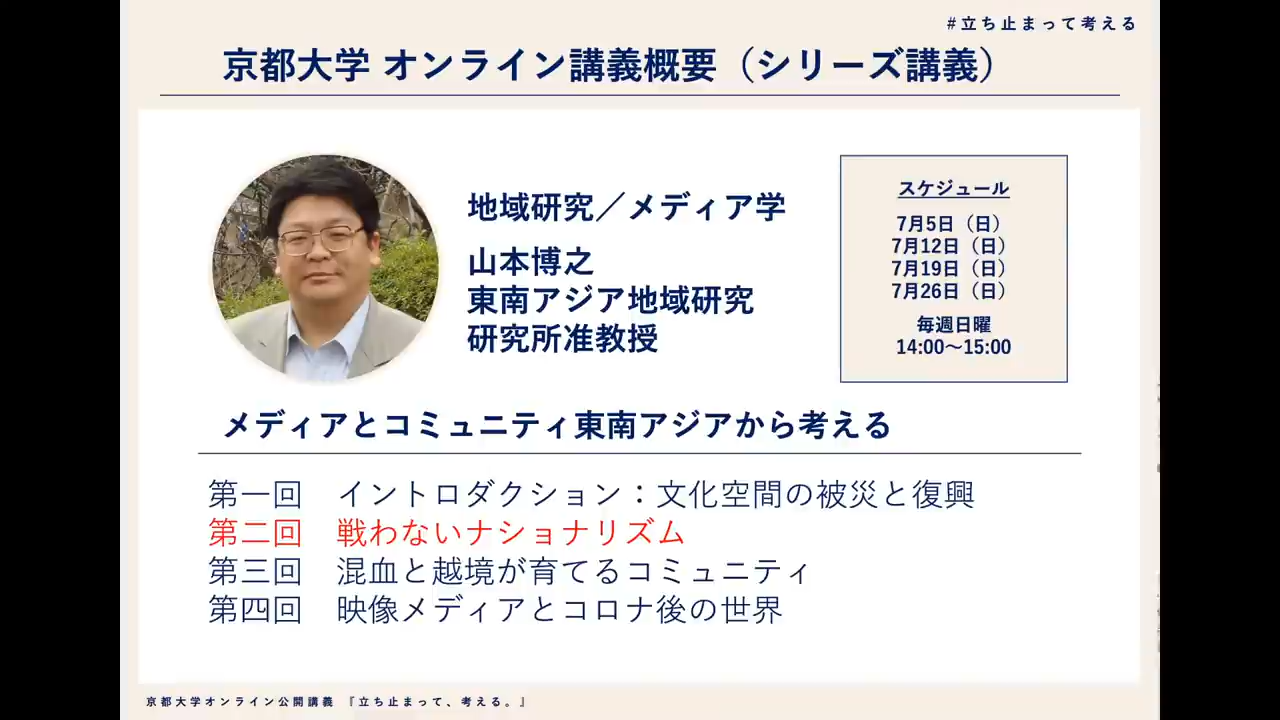 #立ち止まって考える
京都大学 オンライン講義概要（シリーズ講義）
地域研究／メディア学
山本博之
東南アジア地域研究
研究所准教授
スケジュール
7月5日（日）
7月12日（日）
7月19日（日）
7月26日（日）
毎週日曜
14:00〜15:00
メディアとコミュニティ東南アジアから考える
第一回　イントロダクション：文化空間の被災と復興
第二回　戦わないナショナリズム
第三回　混血と越境が育てるコミュニティ
第四回　映像メディアとコロナ後の世界
京都大学オンライン公開講義 『立ち止まって、考える。』